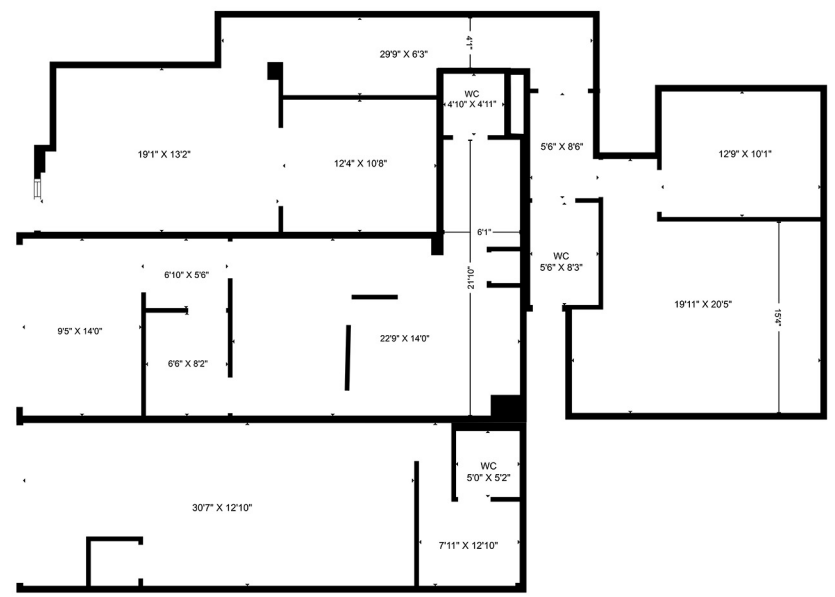 29'9" X 6'3"
4'1"
WC
4'10" X 4'11"
19'1" X 13'2"
12'4" X 10'8"
5'6" X 8'6"
12'9" X 10'1"
6'1"
21'10"
WC
5'6" X 8'3"
6'10" X 5'6"
9'5" X 14'0"
6'6" X 8'2"
22'9" X 14'0"
19'11" X 20'5"
15'4"
WC
5'0" X 5'2"
30'7" X 12'10"
7'11" X 12'10"